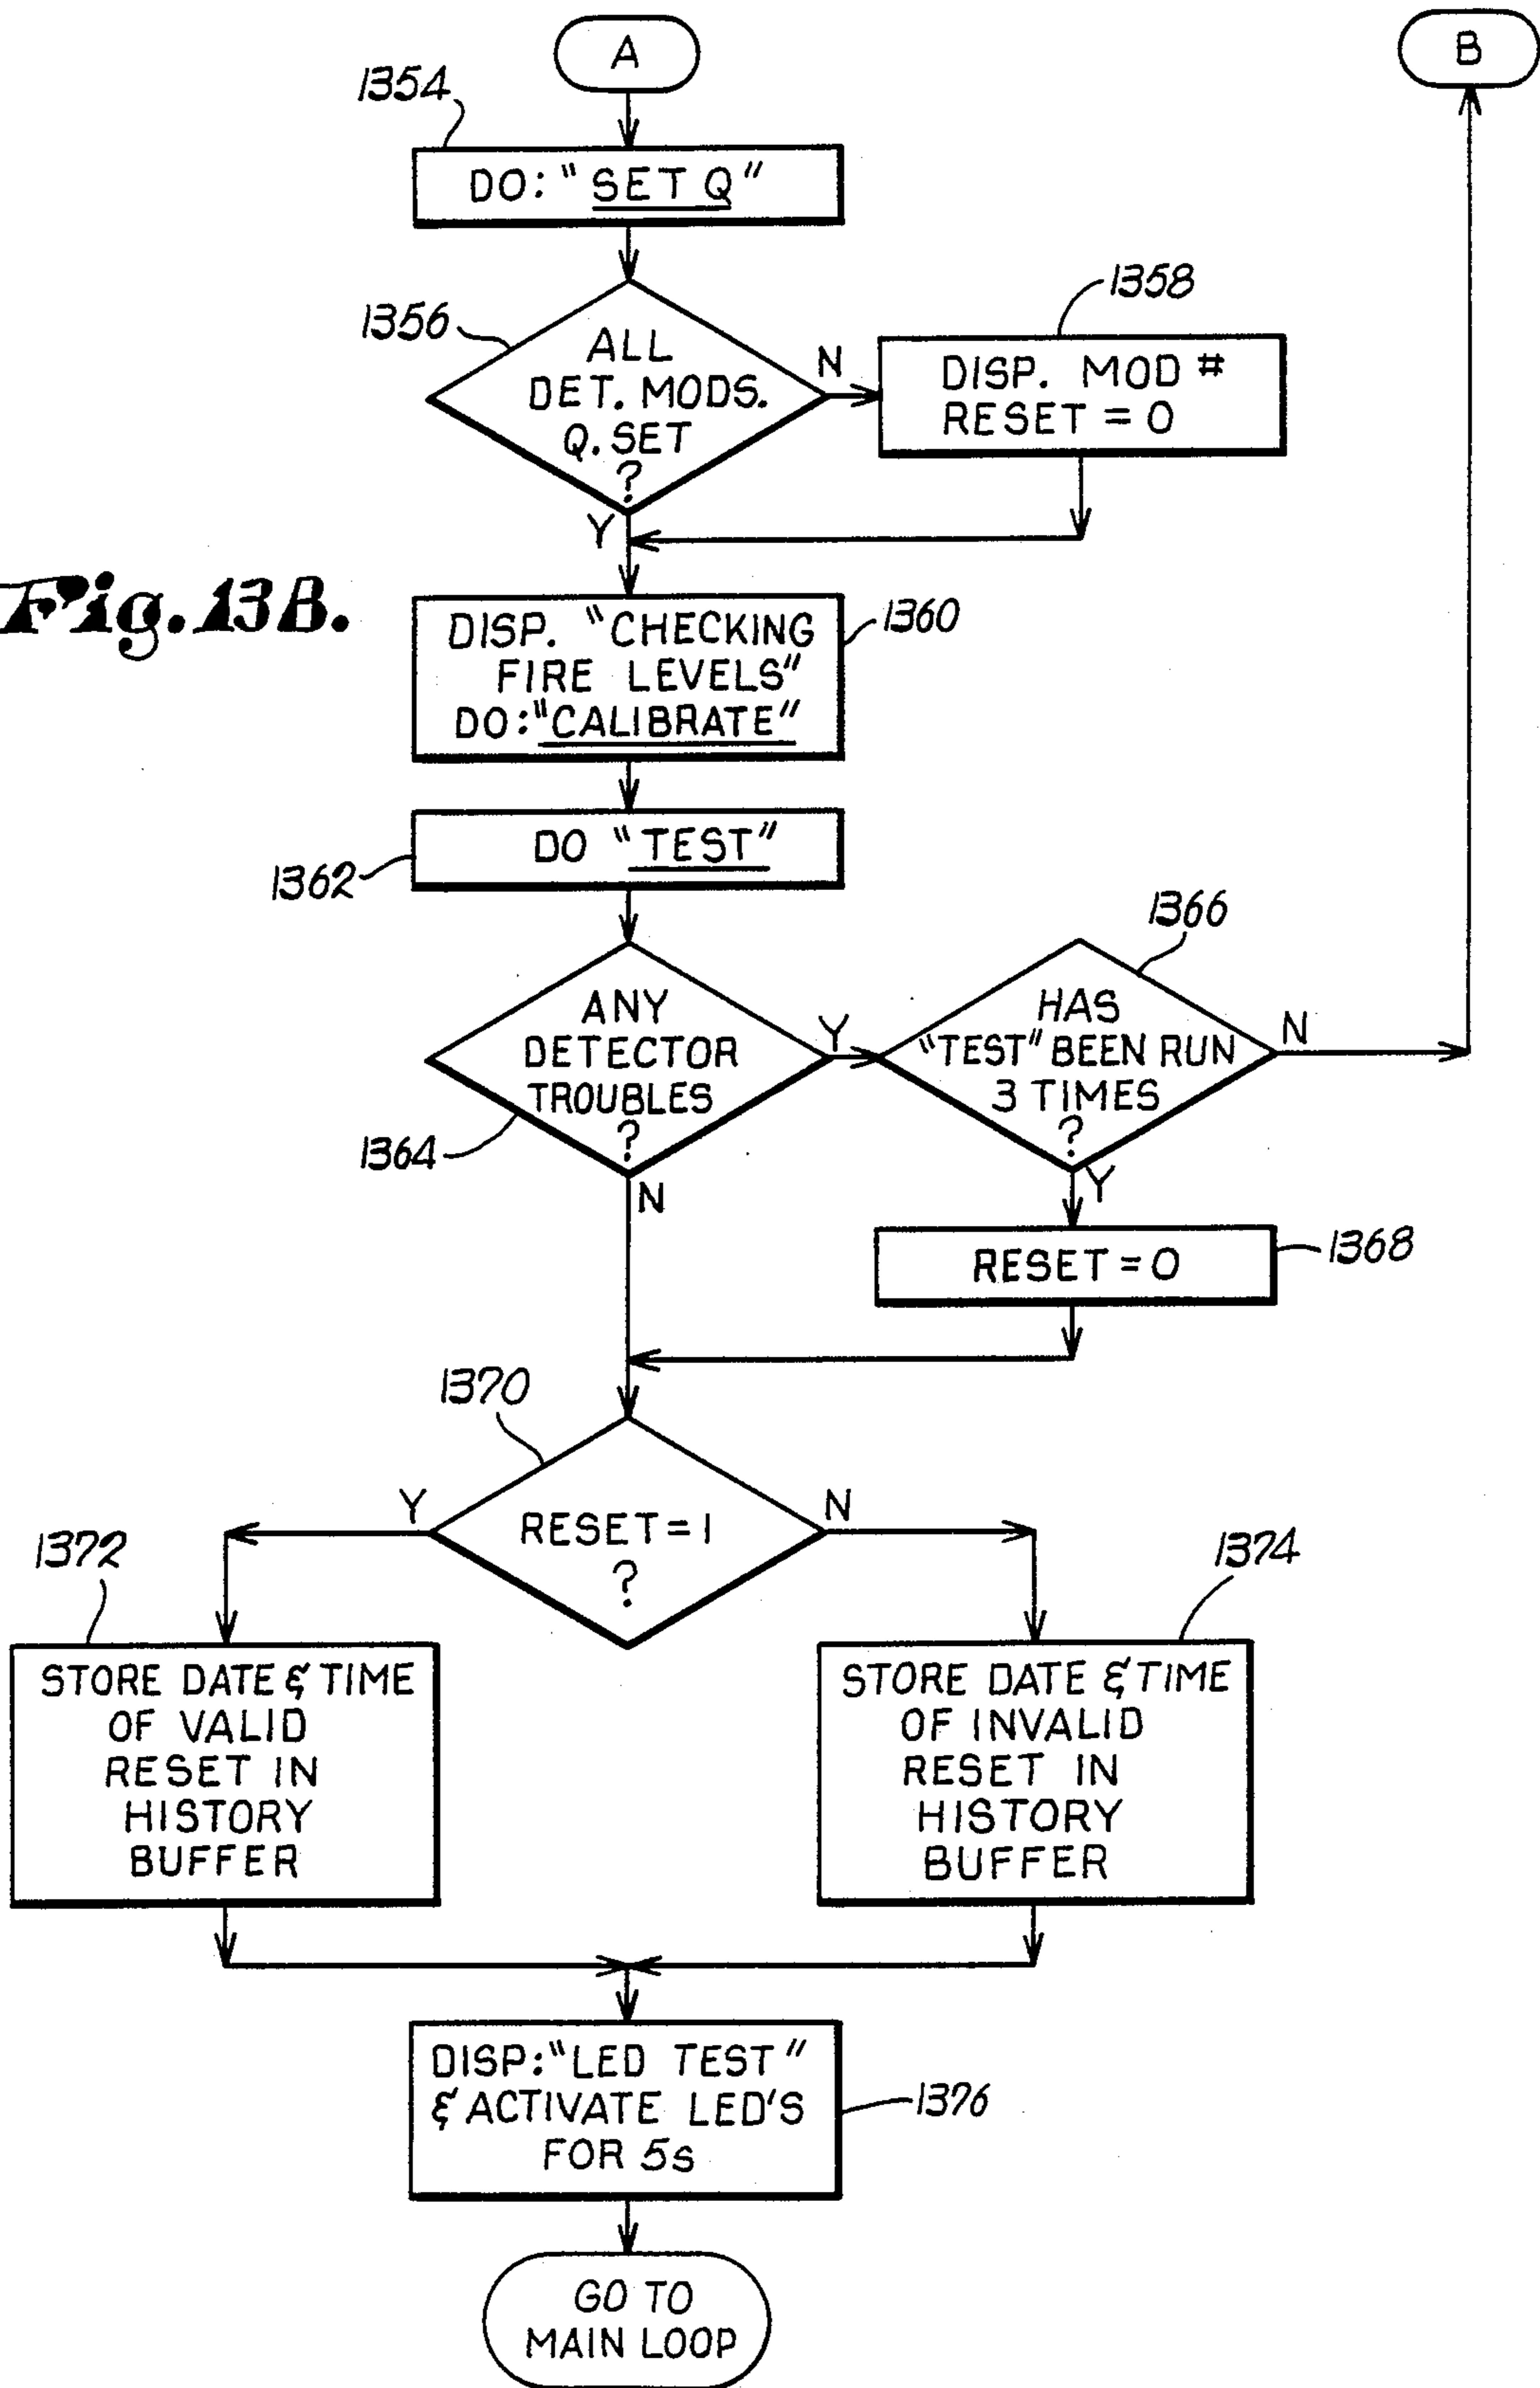 A
B
1354
DO: "SET Q"
1356
ALL
DET. MODS.
Q. SET
?
N
Y
1358
DISP. MOD #
RESET = 0
Fig. 13B.
DISP. "CHECKING
FIRE LEVELS"
DO: "CALIBRATE"
1360
DO "TEST"
1362
ANY
DETECTOR
TROUBLES
?
1364
Y
N
1366
HAS
"TEST" BEEN RUN
3 TIMES
?
N
Y
RESET = 0
1368
1370
RESET = 1
?
Y
N
1372
STORE DATE & TIME
OF VALID
RESET IN
HISTORY
BUFFER
1374
STORE DATE & TIME
OF INVALID
RESET IN
HISTORY
BUFFER
DISP: "LED TEST"
& ACTIVATE LED'S
FOR 5s
1376
GO TO
MAIN LOOP